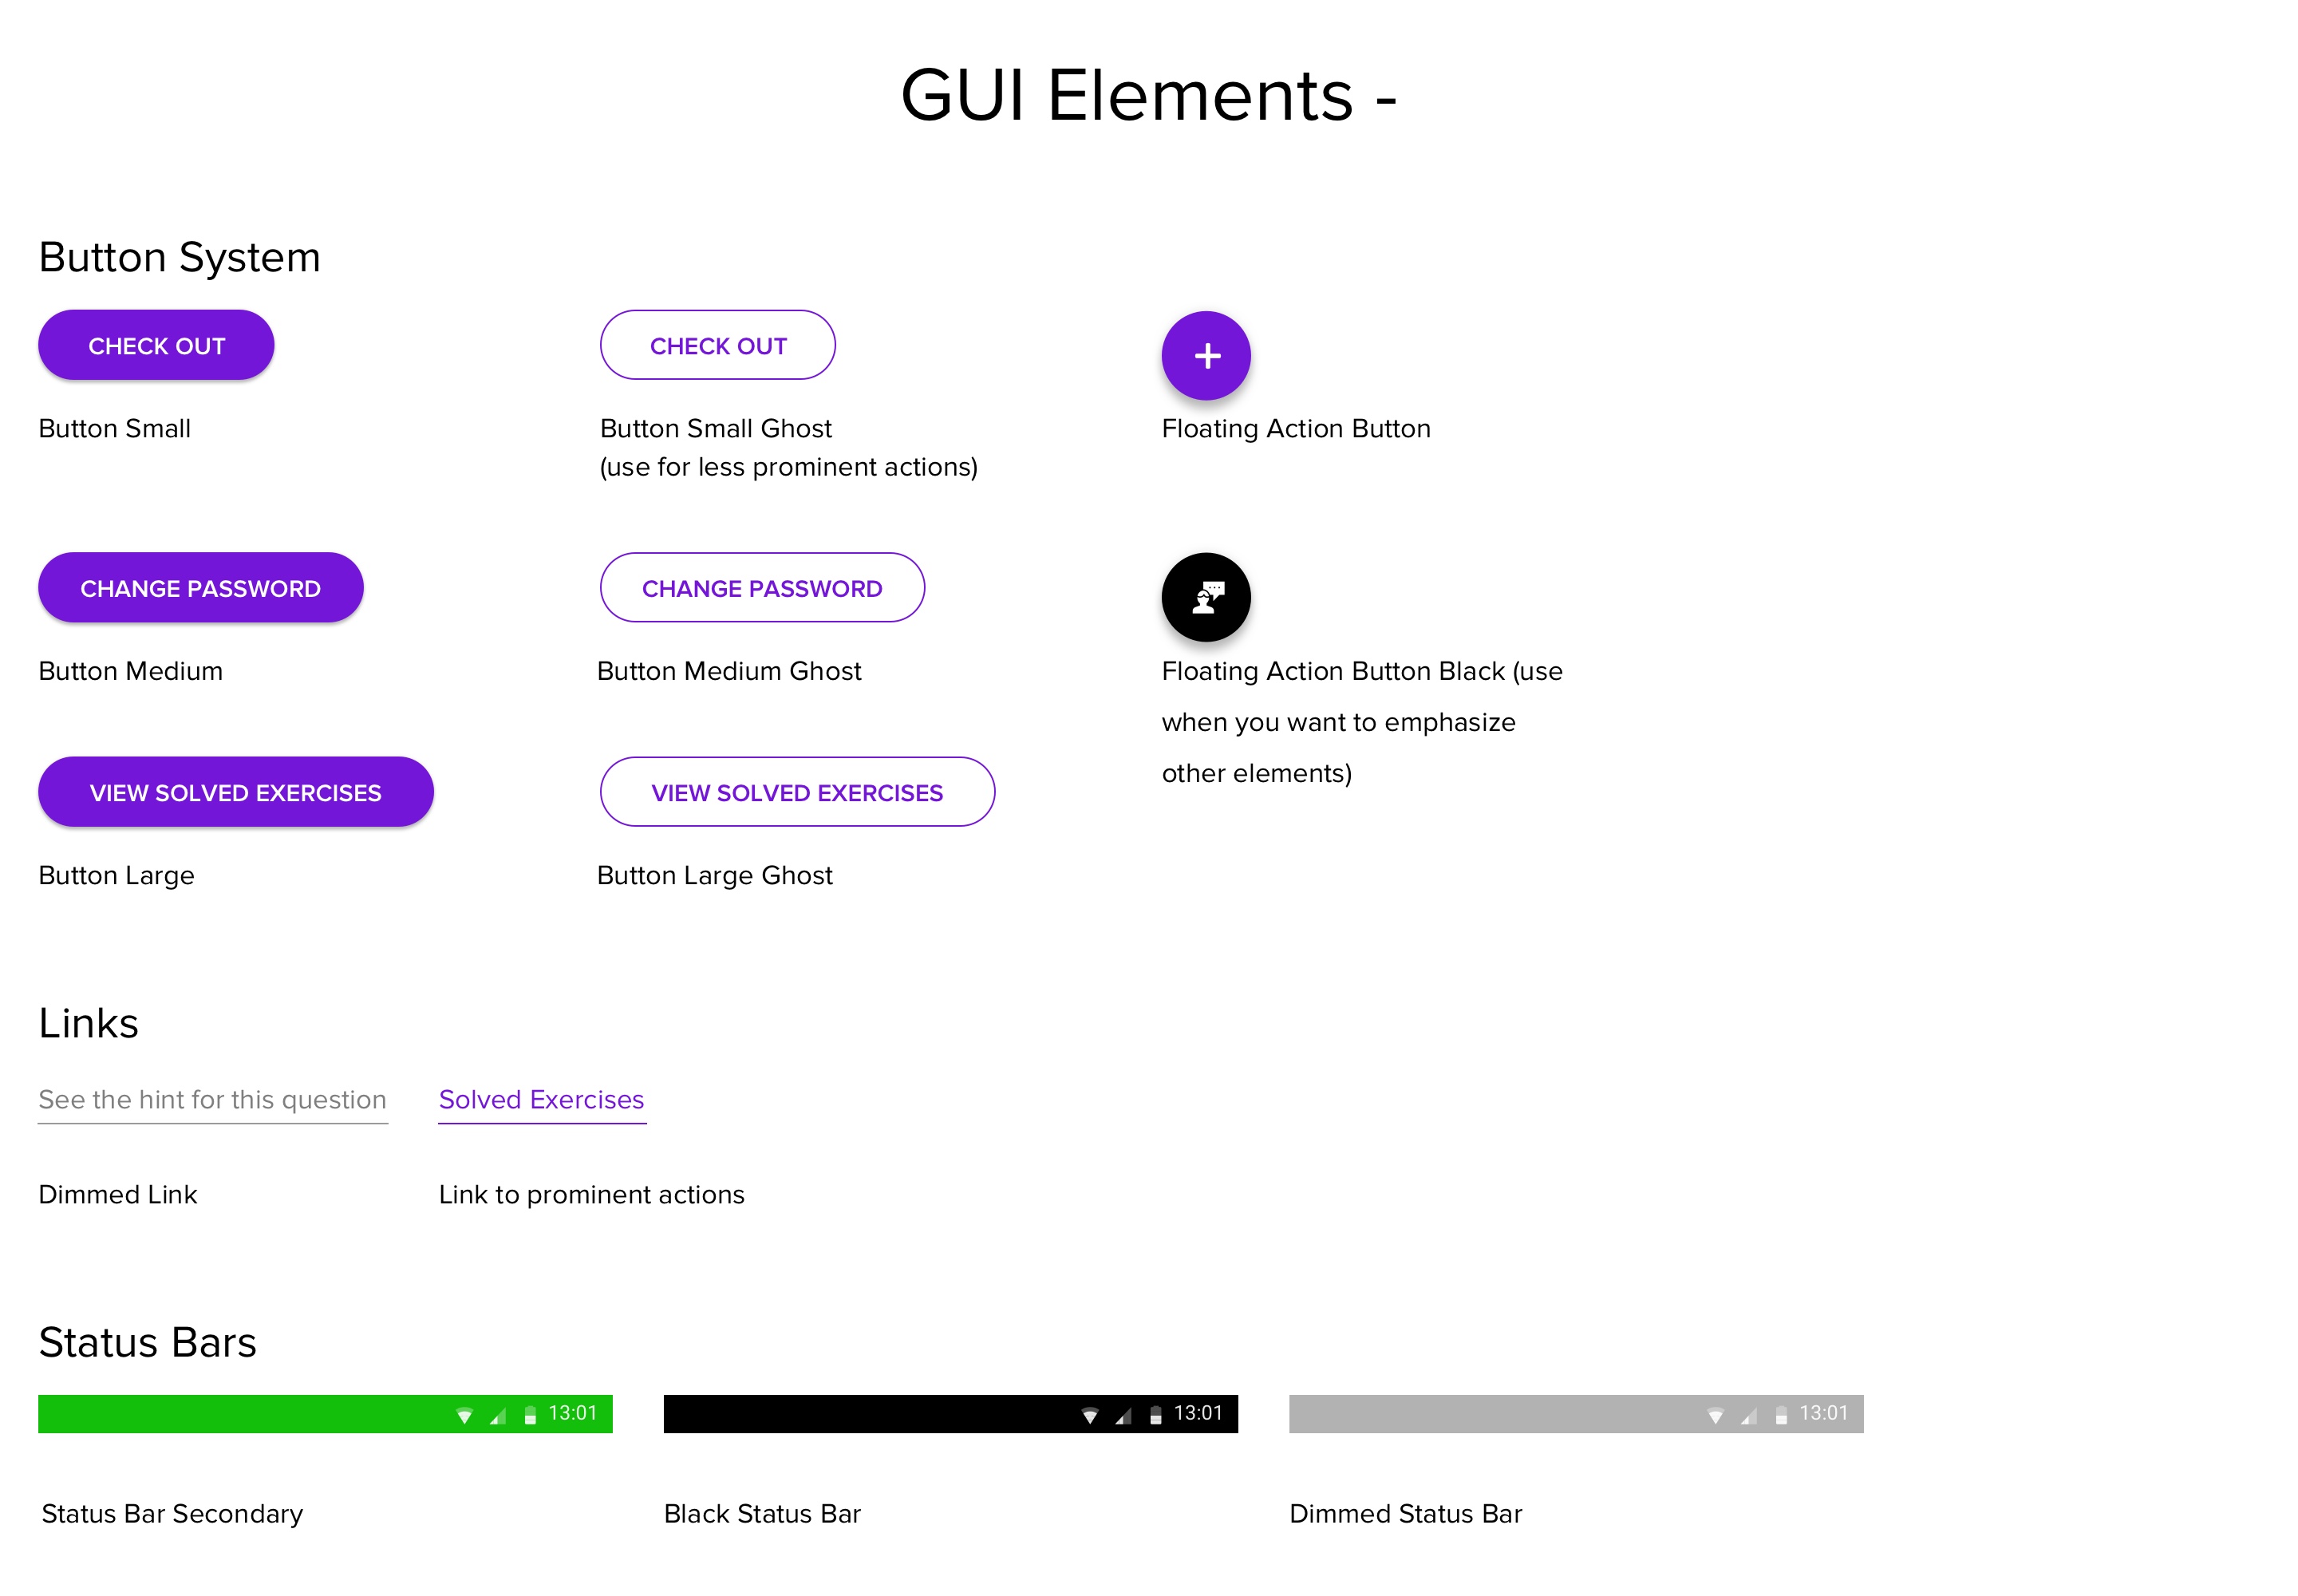 GUI Elements -
Button System
CHECK OUT
CHECK OUT
Button Small
Button Small Ghost
(use for less prominent actions)
Floating Action Button
CHANGE PASSWORD
CHANGE PASSWORD
Button Medium
Button Medium Ghost
Floating Action Button Black (use
when you want to emphasize
other elements)
VIEW SOLVED EXERCISES
VIEW SOLVED EXERCISES
Button Large
Button Large Ghost
Links
See the hint for this question
Solved Exercises
Dimmed Link
Link to prominent actions
Status Bars
13:01
13:01
13:01
Status Bar Secondary
Black Status Bar
Dimmed Status Bar